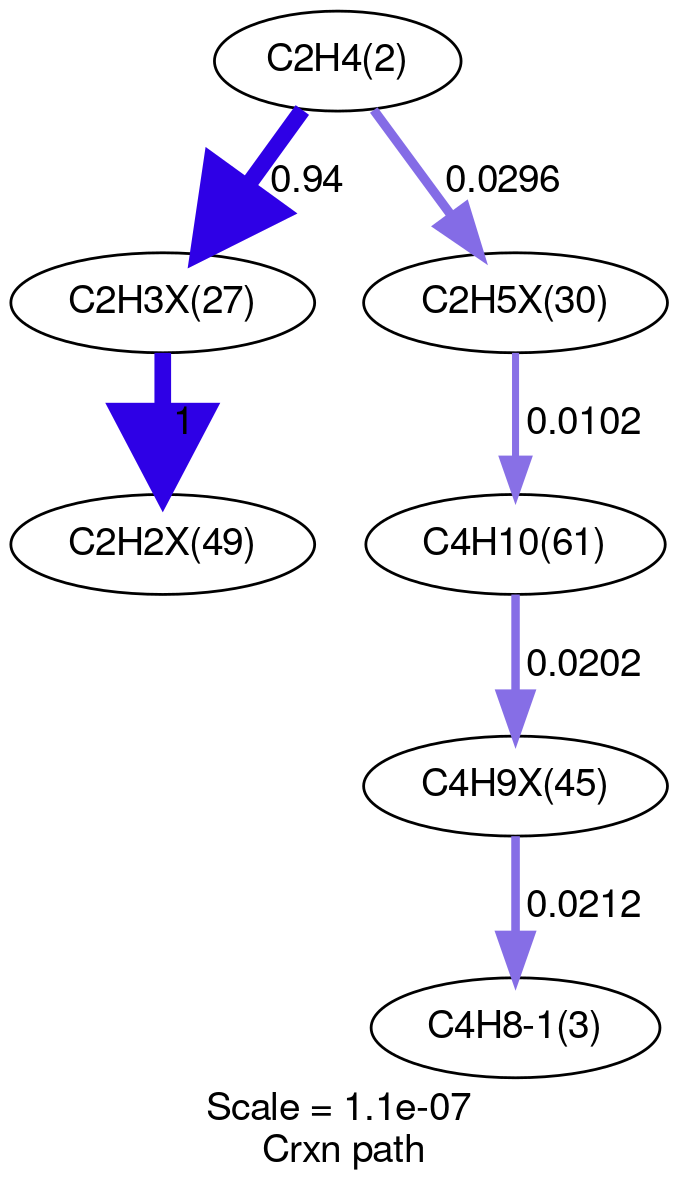 C2H4(2)
0.94
0.0296
C2H3X(27)
C2H5X(30)
1
0.0102
C2H2X(49)
C4H10(61)
0.0202
C4H9X(45)
0.0212
C4H8-1(3)
Scale = 1.1e-07
Crxn path